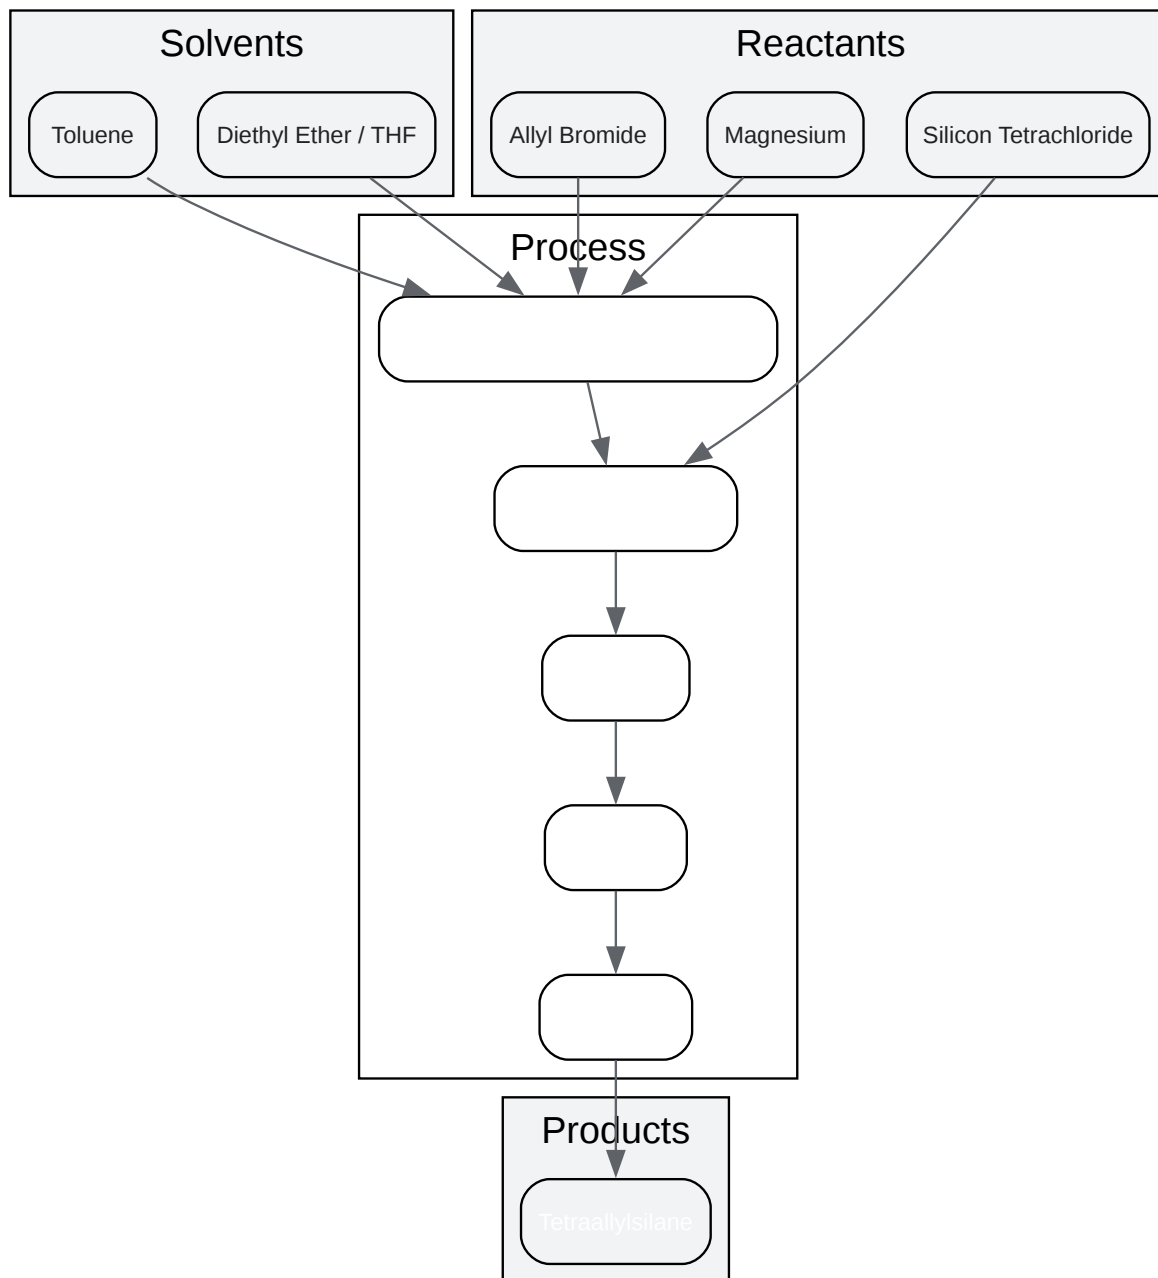 Solvents
Reactants
Toluene
Diethyl Ether / THF
Allyl Bromide
Magnesium
Silicon Tetrachloride
Process
Products
Tetraallylsilane